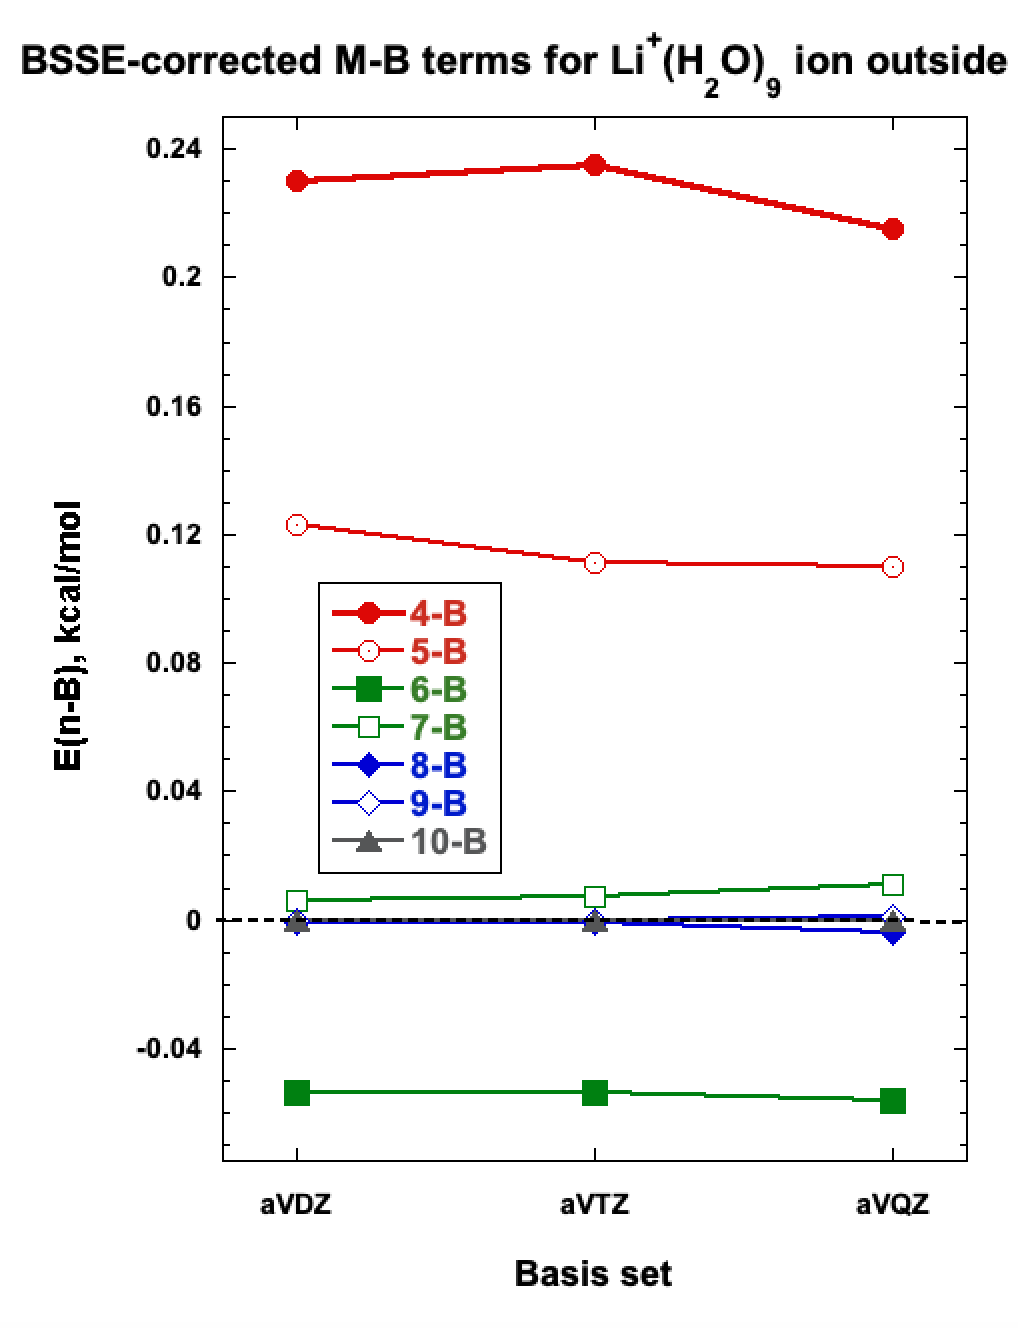 BSSE-corrected M-B terms for Li⁺(H₂O)₉ ion outside
0.24
0.2
0.16
0.12
0.08
0.04
0
-0.04
E(n-B), kcal/mol
4-B
5-B
6-B
7-B
8-B
9-B
10-B
aVDZ aVTZ aVQZ
Basis set